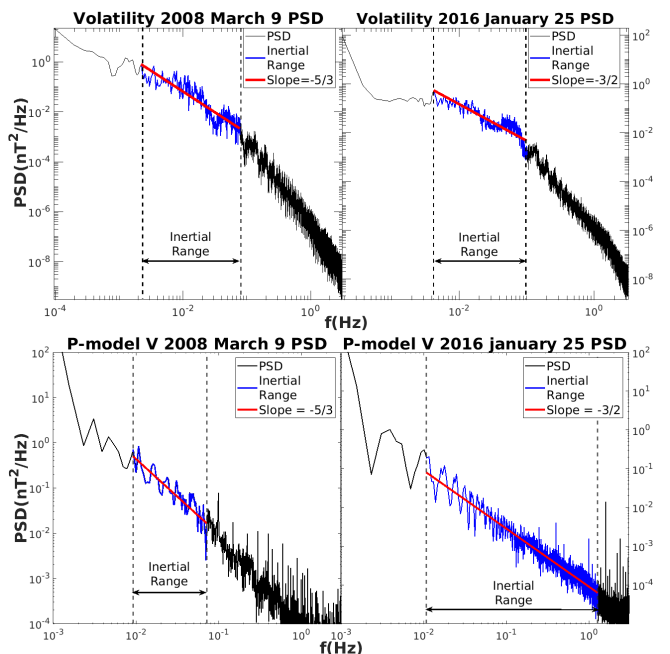 Volatility 2008 March 9 PSD
Volatility 2016 January 25 PSD
PSD(nT²/Hz)
10⁰
10⁻²
10⁻⁴
10⁻⁶
10⁻⁸
PSD
Inertial
Range
Slope=-5/3
Inertial
Range
10⁻⁴
10⁻²
10⁰
PSD
Inertial
Range
Slope=-3/2
Inertial
Range
10⁻²
10⁰
10²
10⁰
10⁻²
10⁻⁴
10⁻⁶
10⁻⁸
f(Hz)
P-model V 2008 March 9 PSD
P-model V 2016 january 25 PSD
PSD(nT²/Hz)
10²
10¹
10⁰
10⁻¹
10⁻²
10⁻³
10⁻⁴
PSD
Inertial
Range
Slope = -5/3
Inertial
Range
10⁻³
10⁻²
10⁻¹
10⁰
PSD
Inertial
Range
Slope = -3/2
Inertial
Range
10⁻³
10⁻²
10⁻¹
10⁰
10²
10¹
10⁰
10⁻¹
10⁻²
10⁻³
10⁻⁴
f(Hz)